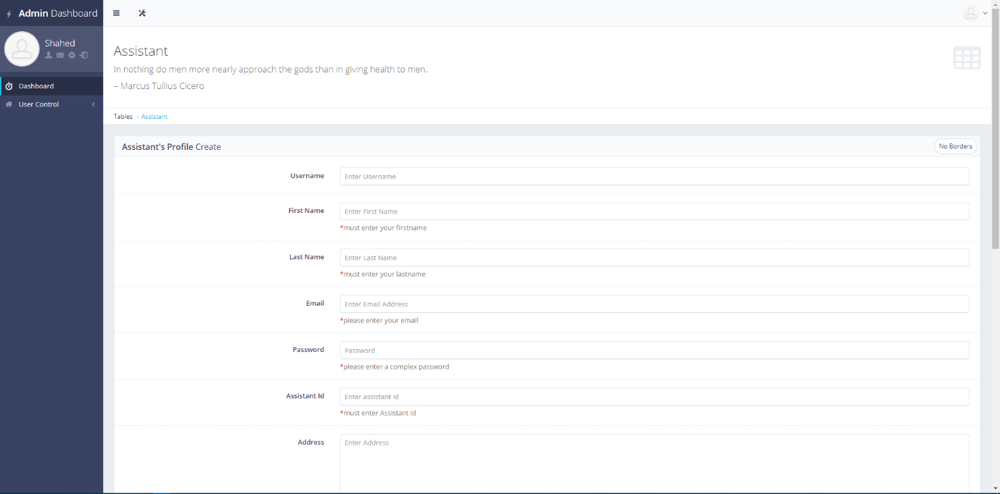 Admin Dashboard
Shahed
Dashboard
User Control
Assistant
In nothing do men more nearly approach the gods than in giving health to men.
– Marcus Tullius Cicero
Tables › Assistant
Assistant's Profile Create
No Borders
Username
Enter Username
First Name
Enter First Name
*must enter your firstname
Last Name
Enter Last Name
*must enter your lastname
Email
Enter Email Address
*please enter your email
Password
Password
*please enter a complex password
Assistant Id
Enter assistant id
*must enter Assistant id
Address
Enter Address